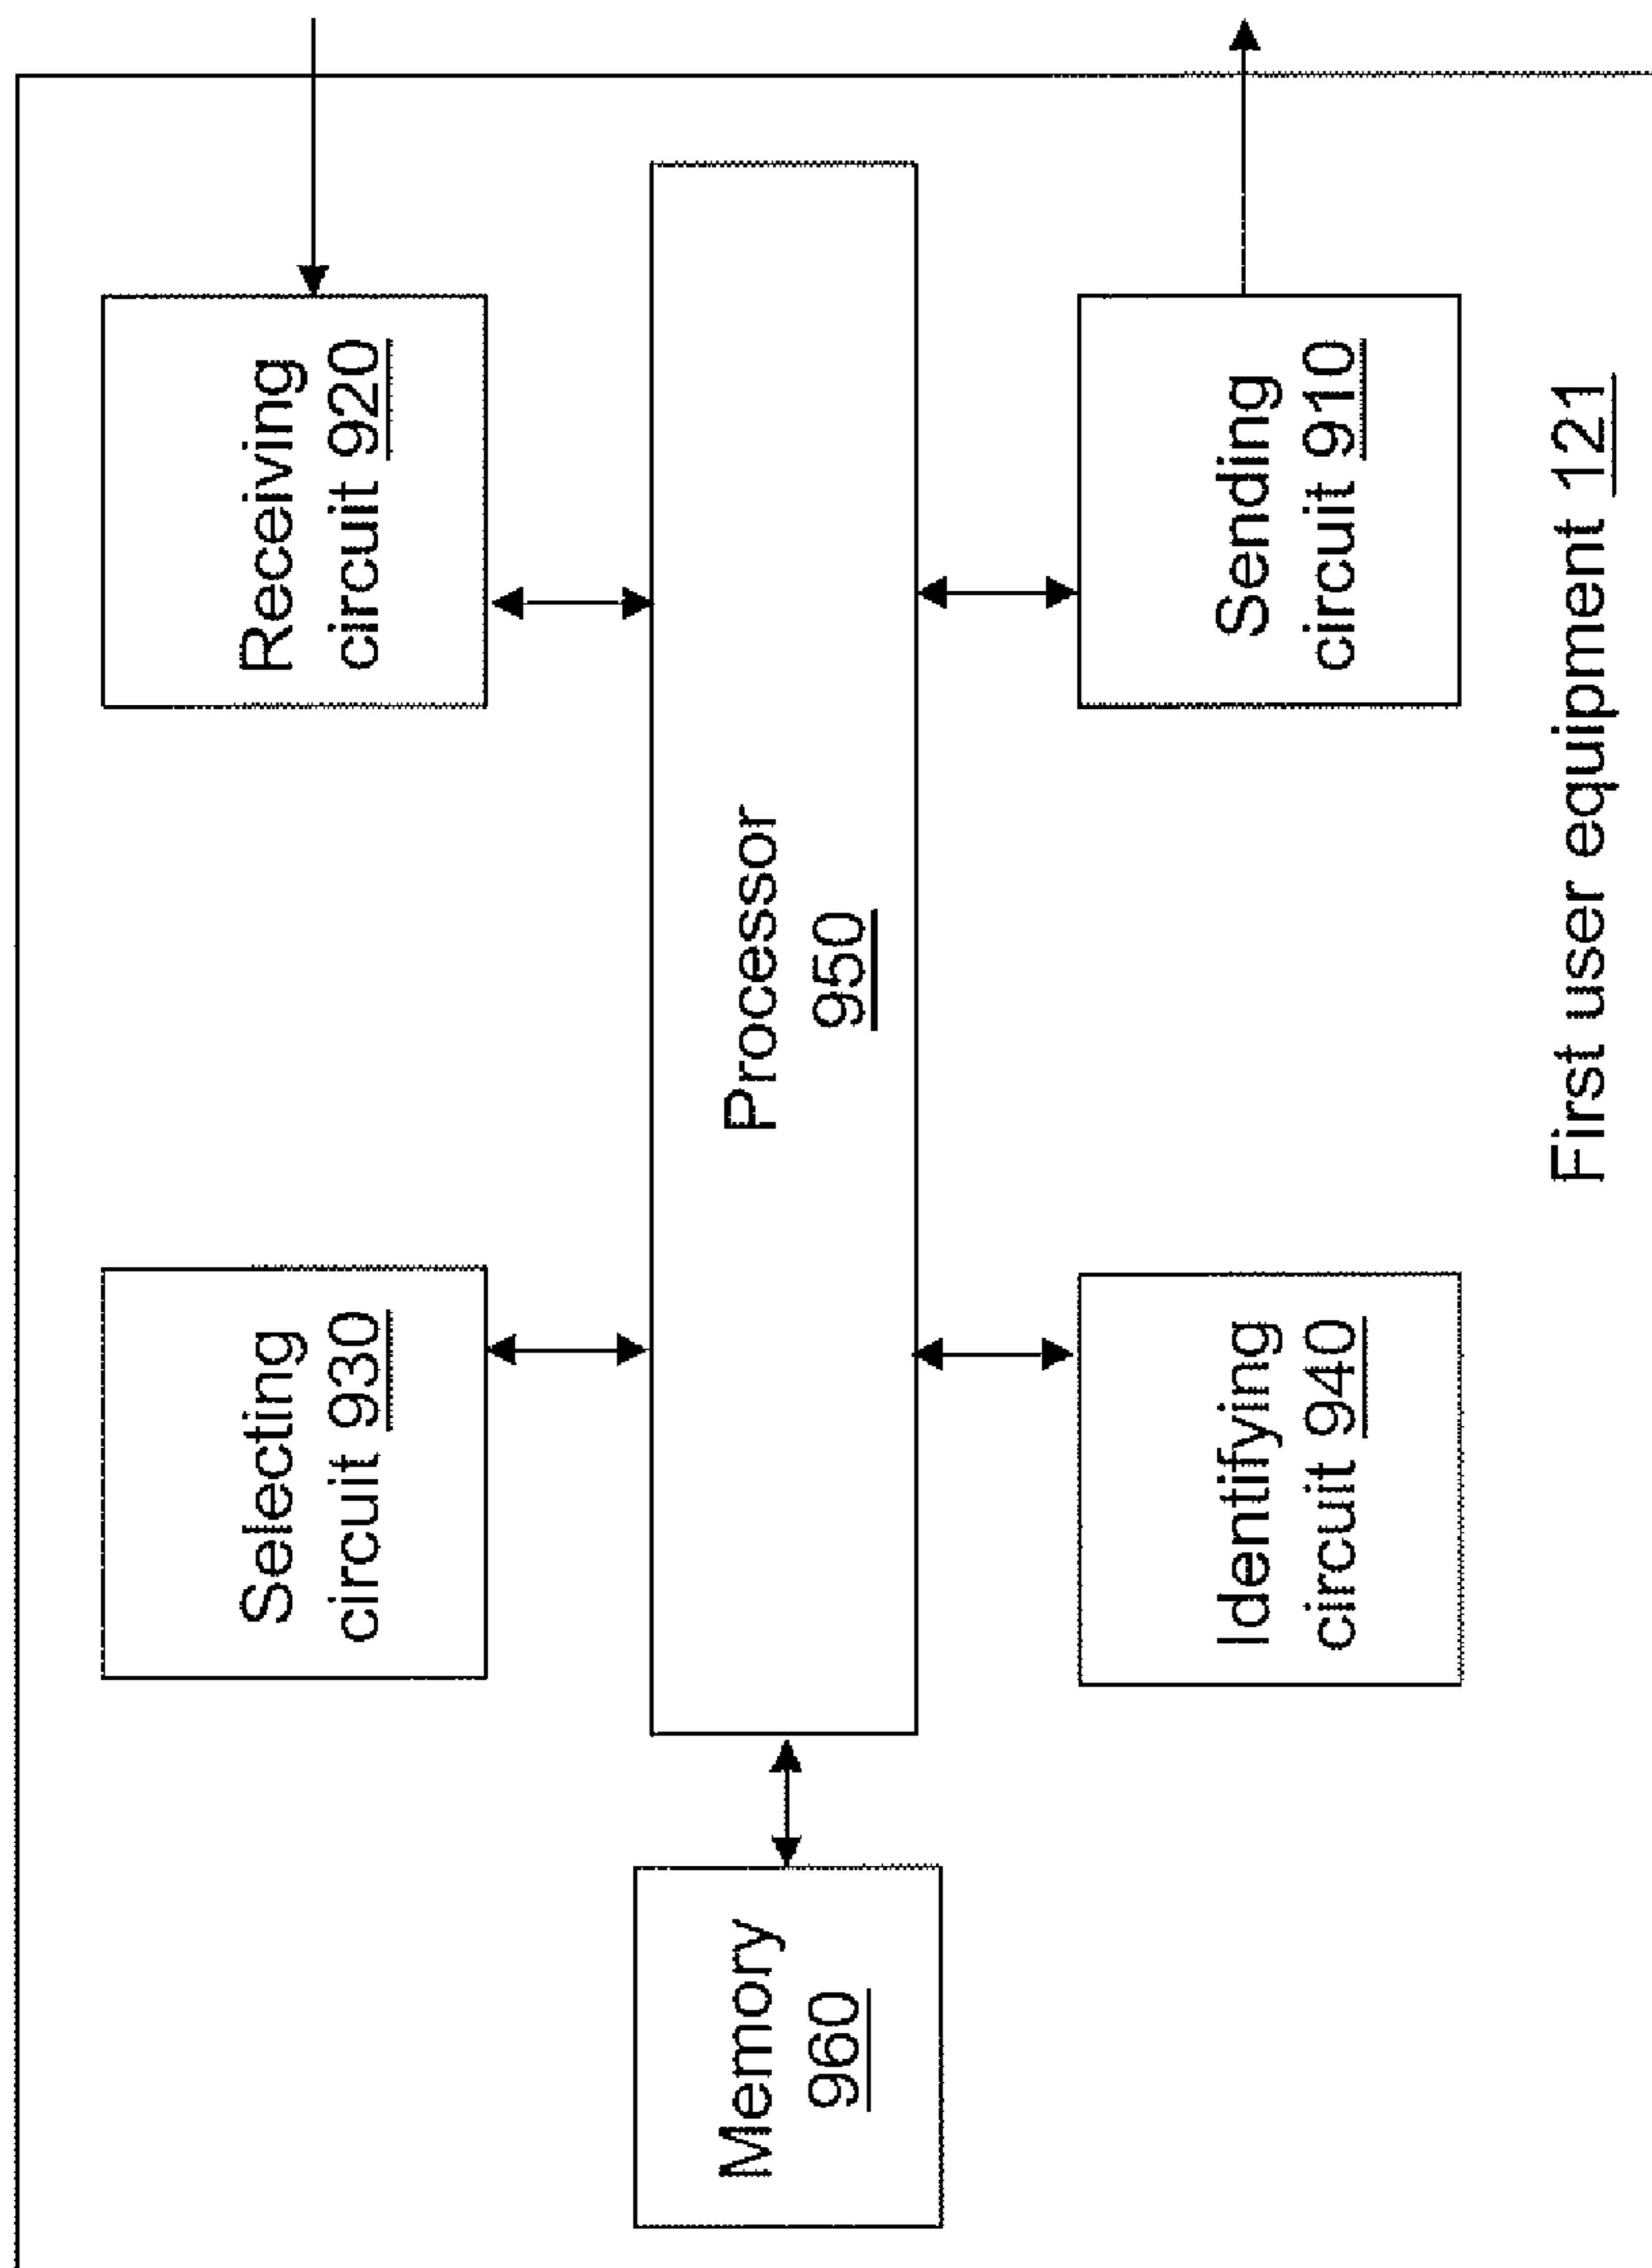 Selecting
circuit 930
Receiving
circuit 920
Memory
960
Processor
950
Identifying
circuit 940
Sending
circuit 910
First user equipment 121